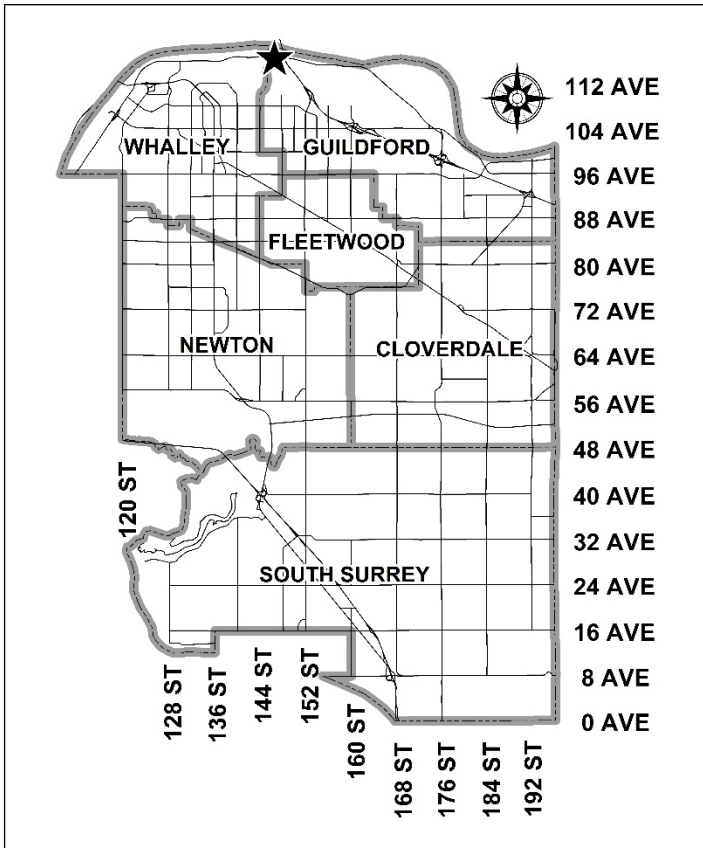 112 AVE
104 AVE
WHALLEY
GUILDFORD
96 AVE
88 AVE
FLEETWOOD
80 AVE
72 AVE
NEWTON
CLOVERDALE
64 AVE
56 AVE
48 AVE
120 ST
40 AVE
32 AVE
SOUTH SURREY
24 AVE
16 AVE
128 ST
136 ST
144 ST
152 ST
160 ST
8 AVE
0 AVE
168 ST
176 ST
184 ST
192 ST